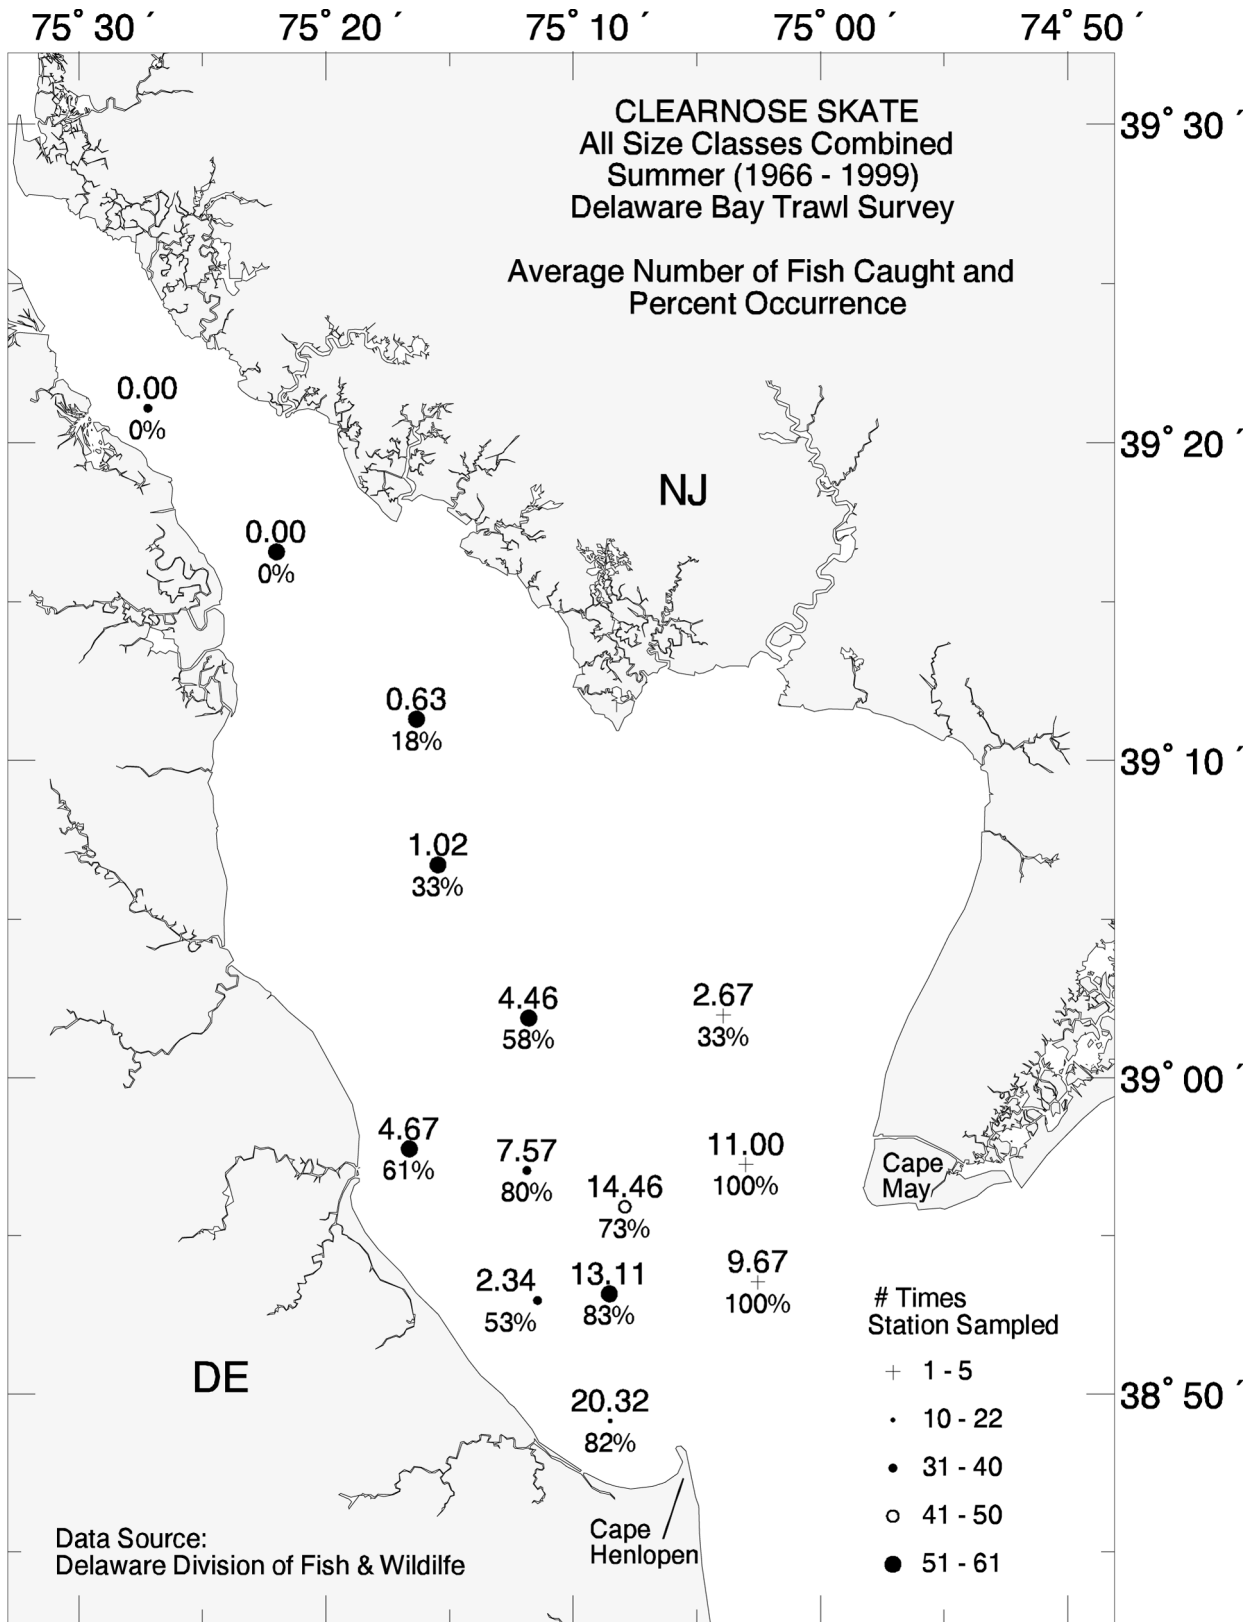 75° 30 ´ 75° 20 ´ 75° 10 ´ 75° 00 ´ 74° 50 ´
CLEARNOSE SKATE
All Size Classes Combined
Summer (1966 - 1999)
Delaware Bay Trawl Survey
Average Number of Fish Caught and
Percent Occurrence
39° 30 ´
39° 20 ´
39° 10 ´
39° 00 ´
38° 50 ´
0.00
0%
NJ
0.00
0%
0.63
18%
1.02
33%
4.46
58%
2.67
33%
4.67
61%
7.57
80%
11.00
100%
14.46
73%
Cape
May
2.34
53%
13.11
83%
9.67
100%
DE
20.32
82%
# Times
Station Sampled
1 - 5
10 - 22
31 - 40
41 - 50
51 - 61
Cape
Henlopen
Data Source:
Delaware Division of Fish & Wildilfe